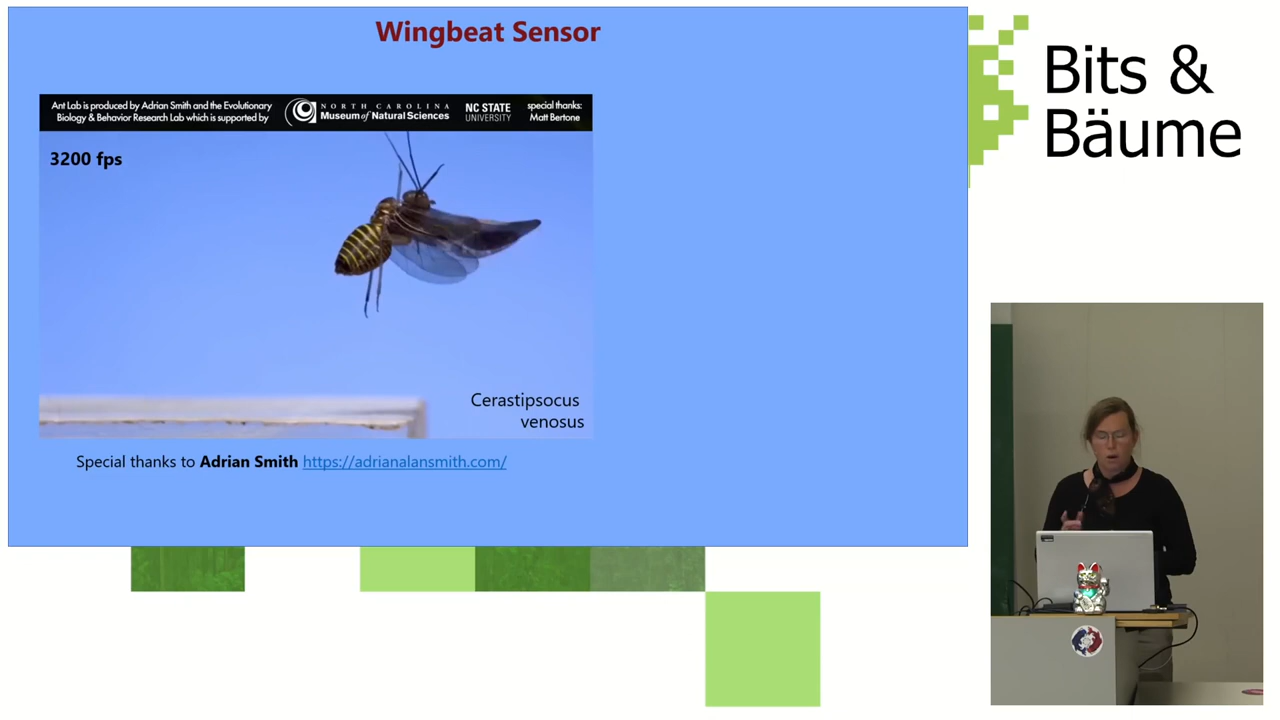 Wingbeat Sensor
Ant Lab is produced by Adrian Smith and the Evolutionary
Biology & Behavior Research Lab which is supported by
NORTH CAROLINA
Museum of Natural Sciences
NC STATE
UNIVERSITY
special thanks:
Matt Bertone
3200 fps
Cerastipsocus
venosus
Special thanks to Adrian Smith https://adrianalansmith.com/
Bits &
Bäume